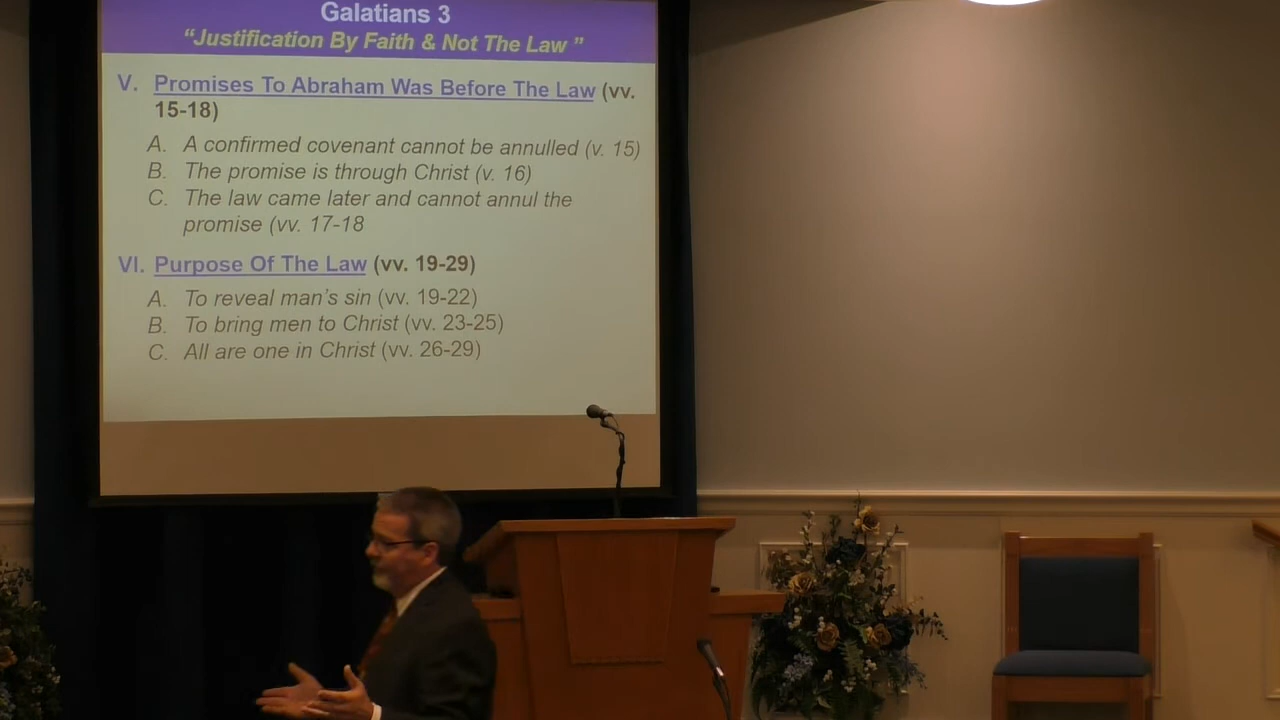 Galatians 3
“Justification By Faith & Not The Law ”
V. Promises To Abraham Was Before The Law (vv.
15-18)
A. A confirmed covenant cannot be annulled (v. 15)
B. The promise is through Christ (v. 16)
C. The law came later and cannot annul the
promise (vv. 17-18
VI. Purpose Of The Law (vv. 19-29)
A. To reveal man’s sin (vv. 19-22)
B. To bring men to Christ (vv. 23-25)
C. All are one in Christ (vv. 26-29)